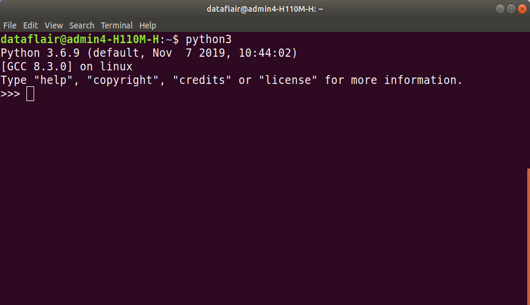 dataflair@admin4-H110M-H: ~
File Edit View Search Terminal Help
dataflair@admin4-H110M-H:~$ python3
Python 3.6.9 (default, Nov  7 2019, 10:44:02)
[GCC 8.3.0] on linux
Type "help", "copyright", "credits" or "license" for more information.
>>>